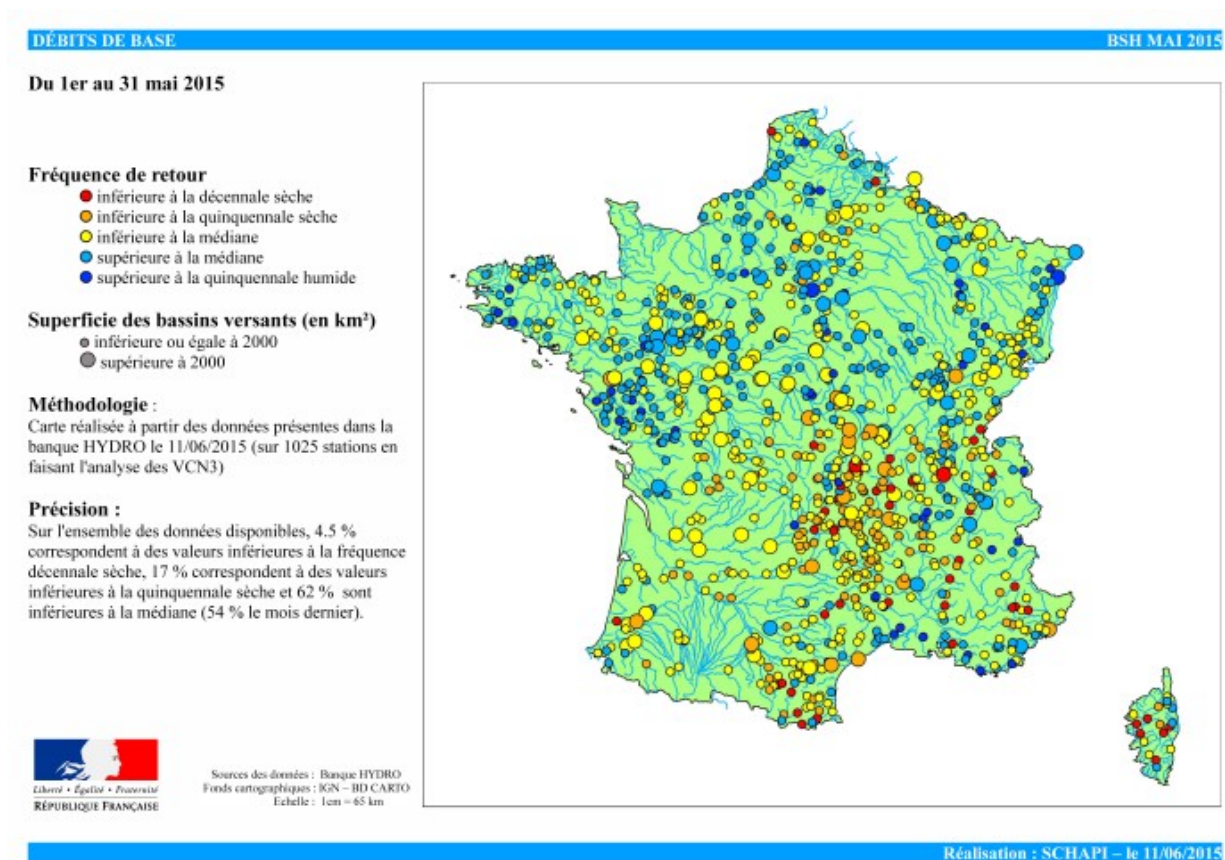 DÉBITS DE BASE
BSH MAI 2015
Du 1er au 31 mai 2015
Fréquence de retour
inférieure à la décennale sèche
inférieure à la quinquennale sèche
inférieure à la médiane
supérieure à la médiane
supérieure à la quinquennale humide
Superficie des bassins versants (en km²)
inférieure ou égale à 2000
supérieure à 2000
Méthodologie :
Carte réalisée à partir des données présentes dans la
banque HYDRO le 11/06/2015 (sur 1025 stations en
faisant l'analyse des VCN3)
Précision :
Sur l'ensemble des données disponibles, 4.5 %
correspondent à des valeurs inférieures à la fréquence
décennale sèche, 17 % correspondent à des valeurs
inférieures à la quinquennale sèche et 62 % sont
inférieures à la médiane (54 % le mois dernier).
Liberté • Égalité • Fraternité
RÉPUBLIQUE FRANÇAISE
Sources des données : Banque HYDRO
Fonds cartographiques : IGN – BD CARTO
Echelle : 1cm = 65 km
Réalisation : SCHAPI – le 11/06/2015